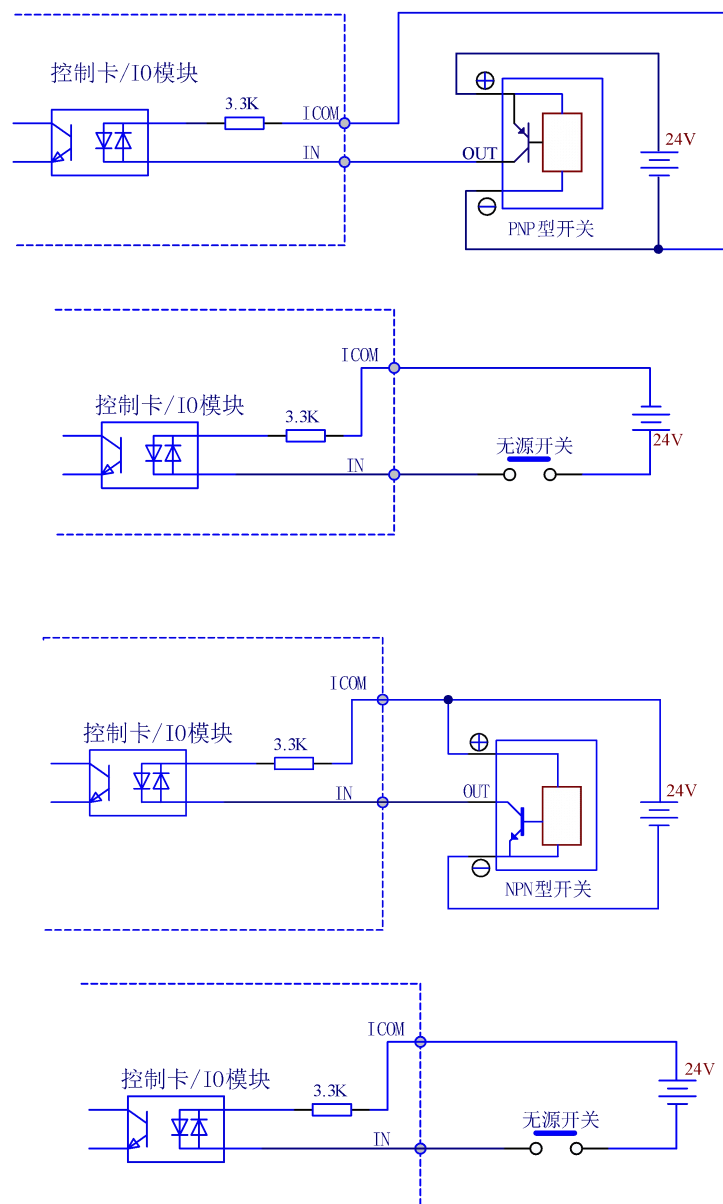 控制卡/IO模块
3.3K
ICOM
IN
OUT
24V
PNP型开关
ICOM
控制卡/IO模块
3.3K
24V
无源开关
IN
ICOM
控制卡/IO模块
3.3K
IN
OUT
24V
NPN型开关
ICOM
24V
控制卡/IO模块
3.3K
无源开关
IN